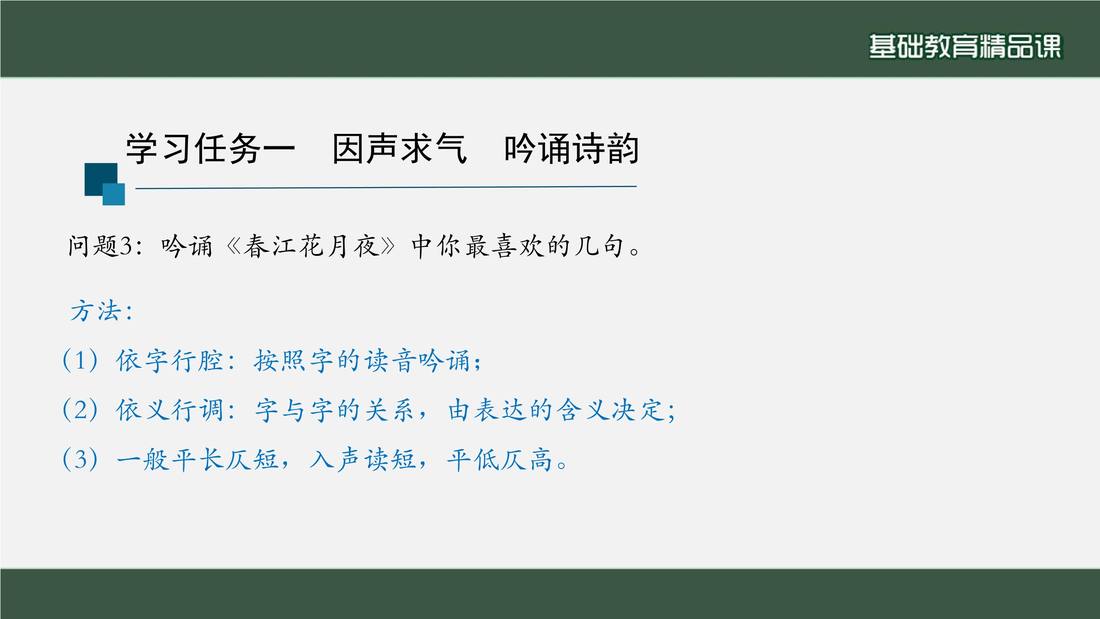 基础教育精品课
学习任务一　因声求气　吟诵诗韵
问题3：吟诵《春江花月夜》中你最喜欢的几句。
方法：
（1）依字行腔：按照字的读音吟诵；
（2）依义行调：字与字的关系，由表达的含义决定；
（3）一般平长仄短，入声读短，平低仄高。